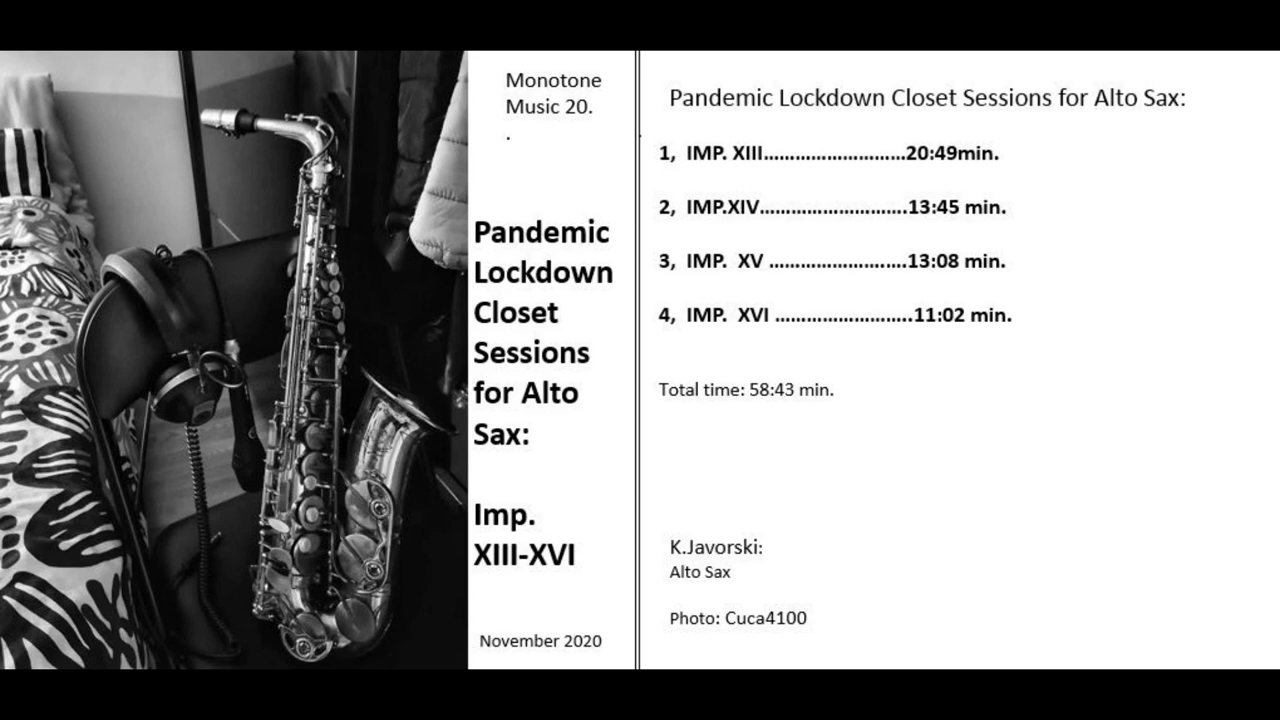 Monotone
Music 20.
.
Pandemic
Lockdown
Closet
Sessions
for Alto
Sax:
Imp.
XIII-XVI
November 2020
Pandemic Lockdown Closet Sessions for Alto Sax:
1, IMP. XIII...........................20:49min.
2, IMP.XIV............................13:45 min.
3, IMP. XV ..........................13:08 min.
4, IMP. XVI ..........................11:02 min.
Total time: 58:43 min.
K.Javorski:
Alto Sax
Photo: Cuca4100